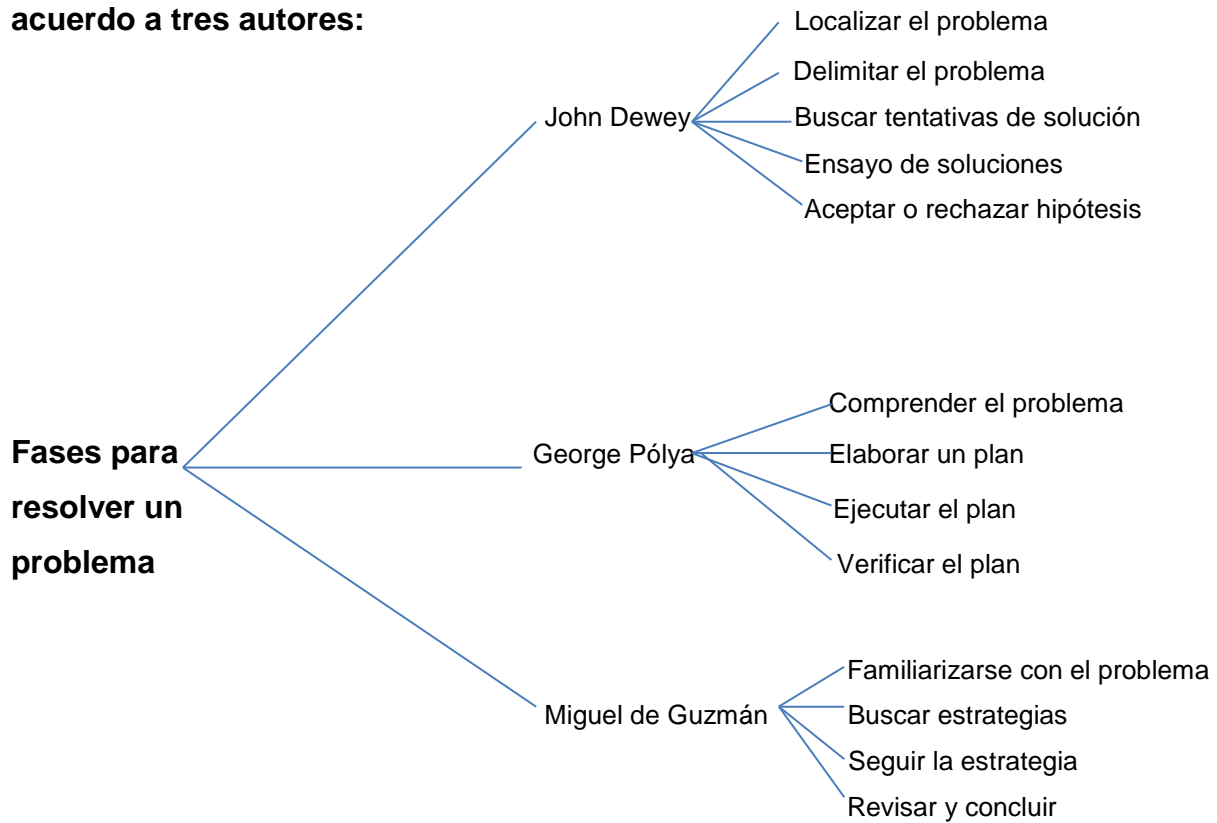 acuerdo a tres autores:
Fases para
resolver un
problema
John Dewey
Localizar el problema
Delimitar el problema
Buscar tentativas de solución
Ensayo de soluciones
Aceptar o rechazar hipótesis
George Pólya
Comprender el problema
Elaborar un plan
Ejecutar el plan
Verificar el plan
Miguel de Guzmán
Familiarizarse con el problema
Buscar estrategias
Seguir la estrategia
Revisar y concluir